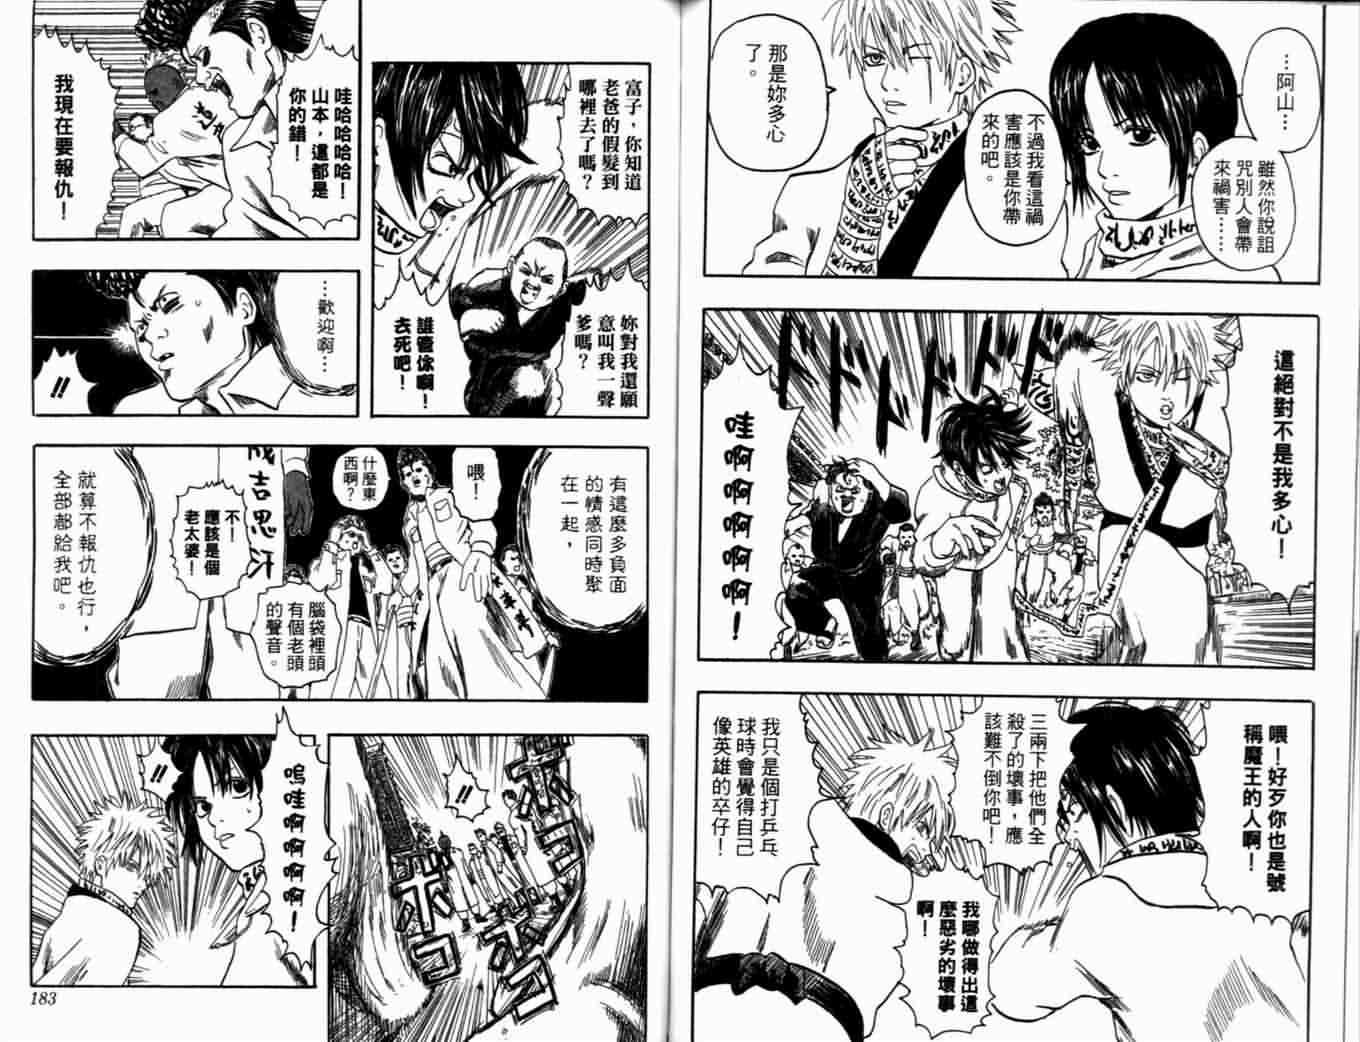 …阿山…
雖然你說詛
咒別人會帶
來禍害……
不過我看這禍
害應該是你帶
來的吧。
那是妳多心
了。
這絕對不是我多心！
ドドドド
哇啊啊啊啊啊—
喂！好歹你也是號
稱魔王的人啊！
三兩下把他們全
殺了的壞事，應
該難不倒你吧！
我哪做得出這
麼惡劣的壞事
啊！
我只是個打乒乓
球時會覺得自己
像英雄的卒仔！
富子，你知道
老爸的假髮到
哪裡去了嗎？
妳對我還願
意叫我一聲
爹嗎？
誰管你啊！
去死吧！
哇哈哈哈哈！
山本，這都是
你的錯！
我現在要報仇！
…歡迎啊…
!!
有這麼多負面
的情感同時聚
在一起，
喂！
什麼東
西啊？
腦袋裡頭
有個老頭
的聲音。
成吉思汗
不！
應該是個
老太婆！
就算不報仇也行，
全部都給我吧。
ボコ
ボコ
ボコ
!!
嗚哇啊啊啊啊！
!!
183